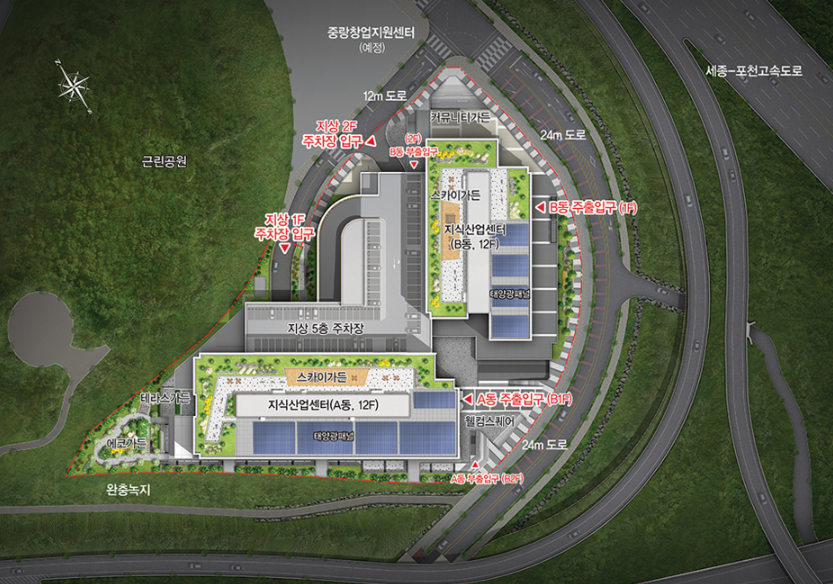 중랑창업지원센터
(예정)
세종-포천고속도로
12m 도로
커뮤니티가든
지상 2F
주차장 입구
24m 도로
(2F)
B동 부출입구
근린공원
스카이가든
B동 주출입구 (1F)
지상 1F
주차장 입구
지식산업센터
(B동, 12F)
태양광패널
지상 5층 주차장
스카이가든
테라스가든
지식산업센터(A동, 12F)
A동 주출입구 (B1F)
웰컴스퀘어
에코가든
태양광패널
24m 도로
A동 부출입구 (B2F)
완충녹지